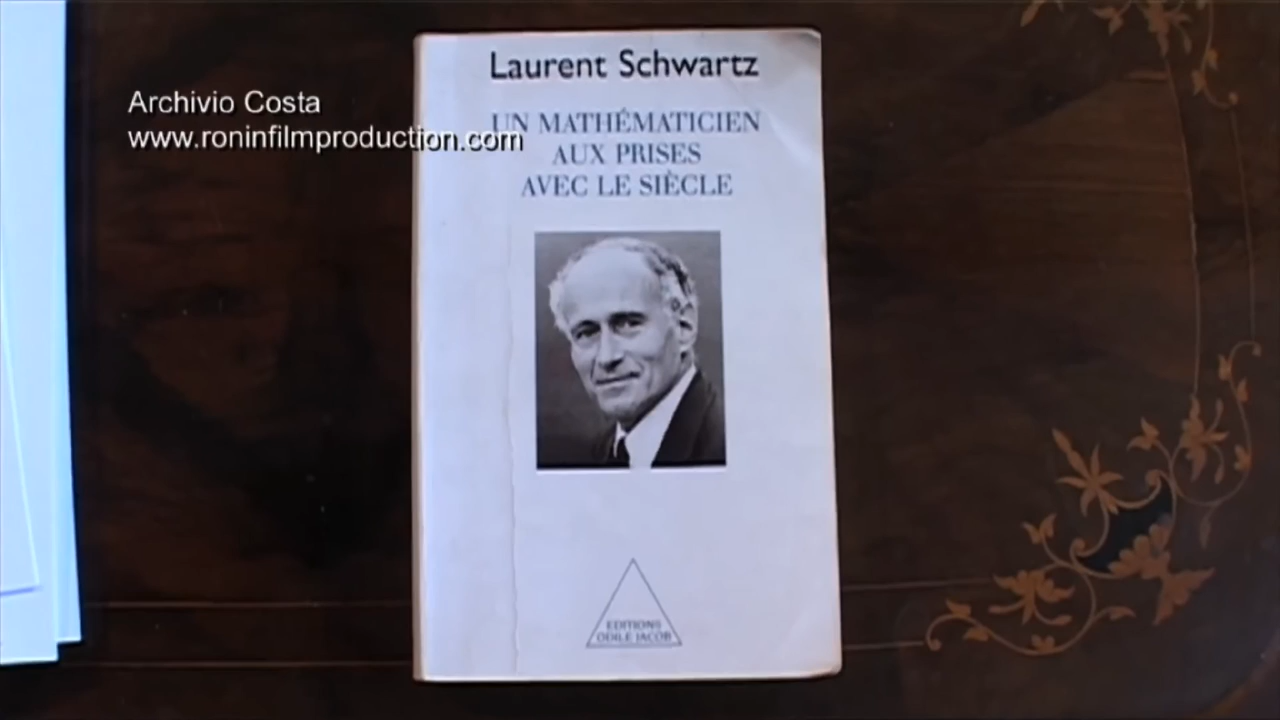 Archivio Costa
www.roninfilmproduction.com
Laurent Schwartz
UN MATHÉMATICIEN
AUX PRISES
AVEC LE SIÈCLE
EDITIONS
ODILE JACOB